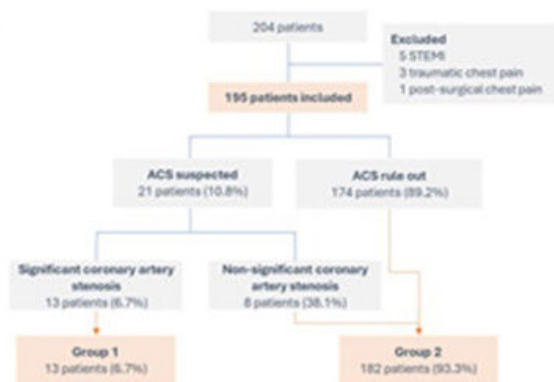 204 patients
Excluded
5 STEMI
3 traumatic chest pain
1 post-surgical chest pain
195 patients included
ACS suspected
21 patients (10.8%)
ACS rule out
174 patients (89.2%)
Significant coronary artery
stenosis
13 patients (6.7%)
Non-significant coronary
artery stenosis
8 patients (38.1%)
Group 1
13 patients (6.7%)
Group 2
182 patients (93.3%)